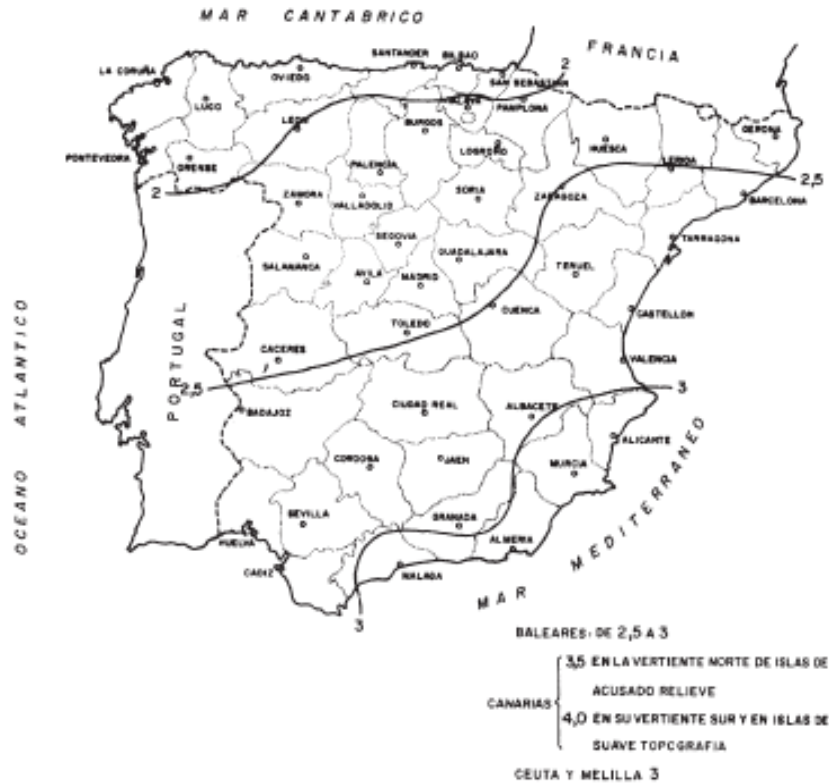 MAR CANTABRICO
FRANCIA
2
LA CORUÑA
OVIEDO
SANTANDER
BILBAO
SAN SEBASTIAN
LUGO
LEON
BURGOS
PAMPLONA
PONTEVEDRA
ORENSE
2
PALENCIA
LOGROÑO
HUESCA
LERIDA
GERONA
2,5
ZAMORA
VALLADOLID
SORIA
ZARAGOZA
BARCELONA
SEGOVIA
TARRAGONA
SALAMANCA
AVILA
MADRID
GUADALAJARA
TERUEL
OCEANO ATLANTICO
PORTUGAL
CACERES
TOLEDO
CUENCA
CASTELLON
VALENCIA
2,5
BADAJOZ
CIUDAD REAL
ALBACETE
3
ALICANTE
CORDOBA
JAEN
MURCIA
SEVILLA
GRANADA
HUELVA
ALMERIA
CADIZ
MALAGA
3
MAR MEDITERRANEO
BALEARES: DE 2,5 A 3
CANARIAS
3,5 EN LA VERTIENTE NORTE DE ISLAS DE
ACUSADO RELIEVE
4,0 EN SU VERTIENTE SUR Y EN ISLAS DE
SUAVE TOPOGRAFIA
CEUTA Y MELILLA 3